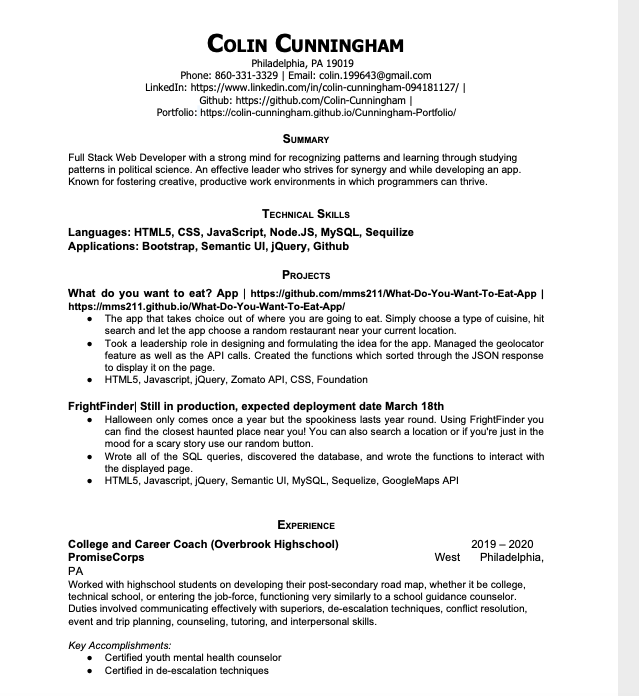 COLIN CUNNINGHAM
Philadelphia, PA 19019
Phone: 860-331-3329 | Email: colin.199643@gmail.com
LinkedIn: https://www.linkedin.com/in/colin-cunningham-094181127/ |
Github: https://github.com/Colin-Cunningham |
Portfolio: https://colin-cunningham.github.io/Cunningham-Portfolio/
SUMMARY
Full Stack Web Developer with a strong mind for recognizing patterns and learning through studying
patterns in political science. An effective leader who strives for synergy and while developing an app.
Known for fostering creative, productive work environments in which programmers can thrive.
TECHNICAL SKILLS
Languages: HTML5, CSS, JavaScript, Node.JS, MySQL, Sequilize
Applications: Bootstrap, Semantic UI, jQuery, Github
PROJECTS
What do you want to eat? App | https://github.com/mms211/What-Do-You-Want-To-Eat-App |
https://mms211.github.io/What-Do-You-Want-To-Eat-App/
● The app that takes choice out of where you are going to eat. Simply choose a type of cuisine, hit
search and let the app choose a random restaurant near your current location.
● Took a leadership role in designing and formulating the idea for the app. Managed the geolocator
feature as well as the API calls. Created the functions which sorted through the JSON response
to display it on the page.
● HTML5, Javascript, jQuery, Zomato API, CSS, Foundation
FrightFinder| Still in production, expected deployment date March 18th
● Halloween only comes once a year but the spookiness lasts year round. Using FrightFinder you
can find the closest haunted place near you! You can also search a location or if you're just in the
mood for a scary story use our random button.
● Wrote all of the SQL queries, discovered the database, and wrote the functions to interact with
the displayed page.
● HTML5, Javascript, jQuery, Semantic UI, MySQL, Sequelize, GoogleMaps API
EXPERIENCE
College and Career Coach (Overbrook Highschool) 2019 – 2020
PromiseCorps West Philadelphia,
PA
Worked with highschool students on developing their post-secondary road map, whether it be college,
technical school, or entering the job-force, functioning very similarly to a school guidance counselor.
Duties involved communicating effectively with superiors, de-escalation techniques, conflict resolution,
event and trip planning, counseling, tutoring, and interpersonal skills.
Key Accomplishments:
● Certified youth mental health counselor
● Certified in de-escalation techniques